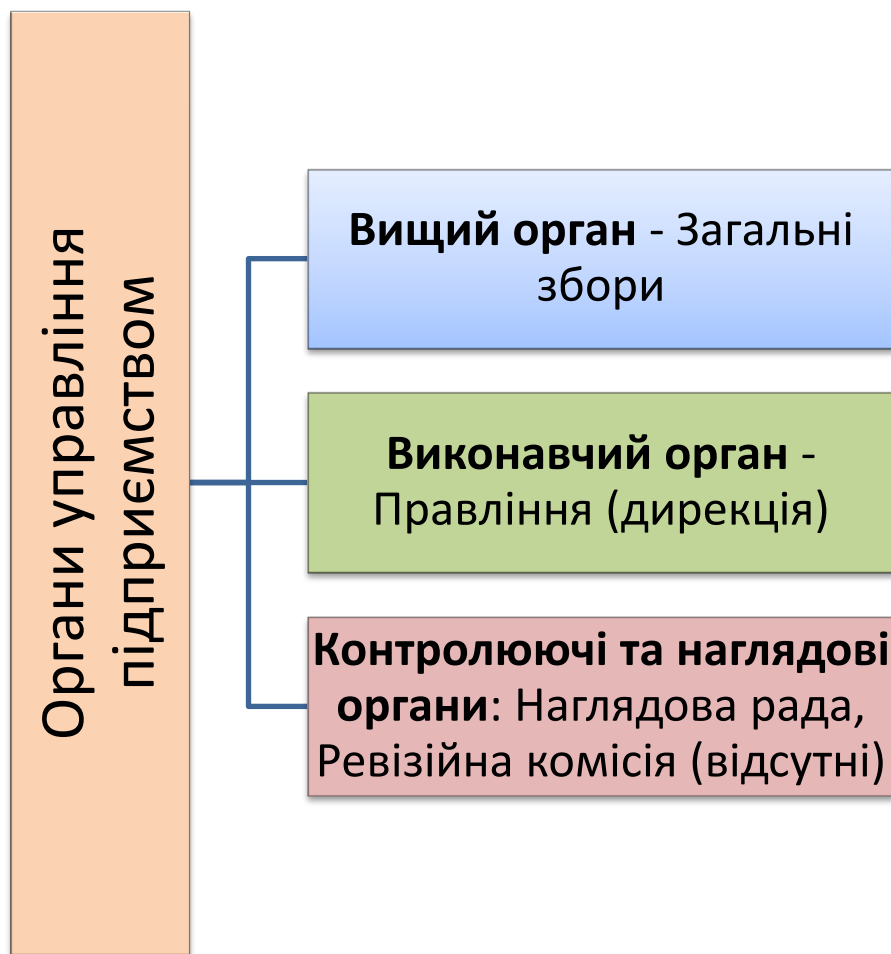 Органи управління
підприємством
Вищий орган - Загальні
збори
Виконавчий орган -
Правління (дирекція)
Контролюючі та наглядові
органи: Наглядова рада,
Ревізійна комісія (відсутні)